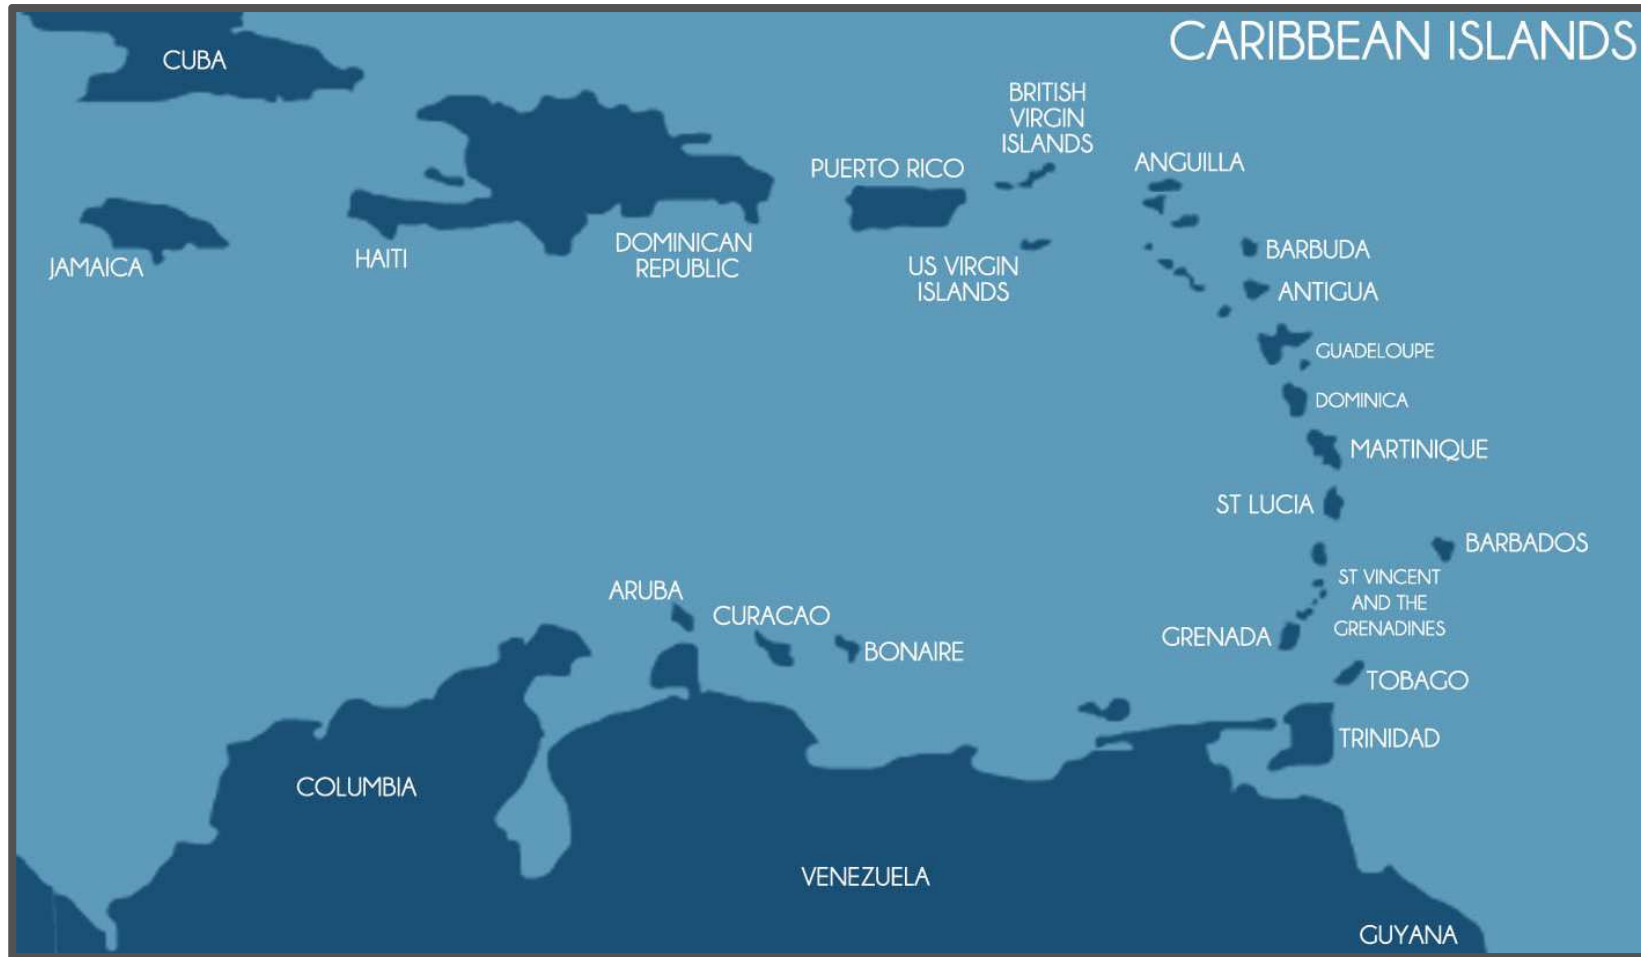 CARIBBEAN ISLANDS
CUBA
BRITISH
VIRGIN
ISLANDS
ANGUILLA
PUERTO RICO
JAMAICA
HAITI
DOMINICAN
REPUBLIC
US VIRGIN
ISLANDS
BARBUDA
ANTIGUA
GUADELOUPE
DOMINICA
MARTINIQUE
ST LUCIA
BARBADOS
ST VINCENT
AND THE
GRENADINES
ARUBA
CURACAO
BONAIRE
GRENADA
TOBAGO
TRINIDAD
COLUMBIA
VENEZUELA
GUYANA